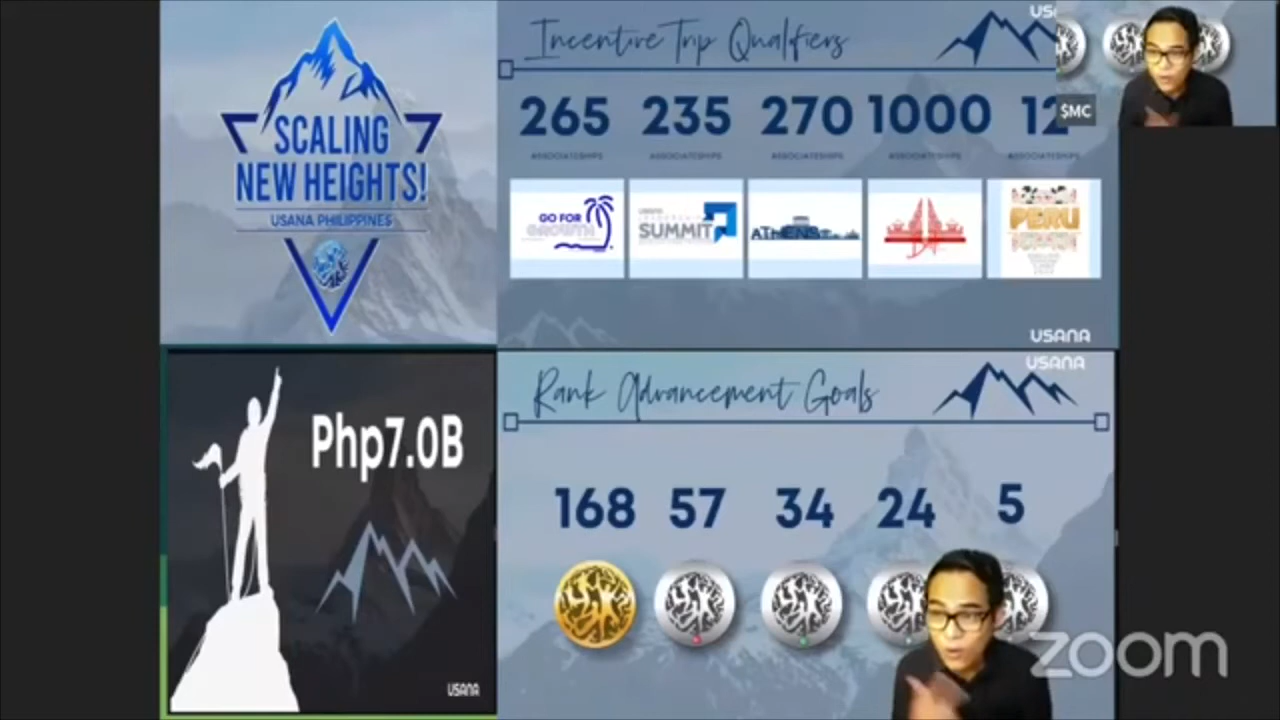 SCALING
NEW HEIGHTS!
USANA PHILIPPINES
Incentive Trip Qualifiers
265 235 270 1000 12
ASSOCIATESHIPS ASSOCIATESHIPS ASSOCIATESHIPS ASSOCIATESHIPS ASSOCIATESHIPS
GO FOR
GROWTH
USANA
LEADERSHIP
SUMMIT
ATHENS
PERU
USANA
$MC
Php7.0B
USANA
USANA
Rank Advancement Goals
168 57 34 24 5
zoom